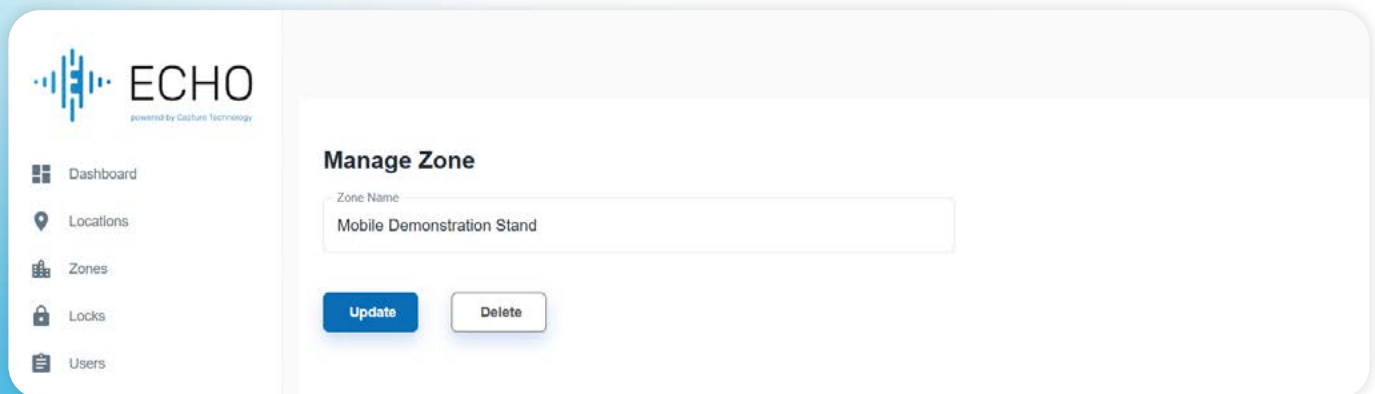 ECHO
powered by Capture Technology
Dashboard
Locations
Zones
Locks
Users
Manage Zone
Zone Name
Mobile Demonstration Stand
Update
Delete